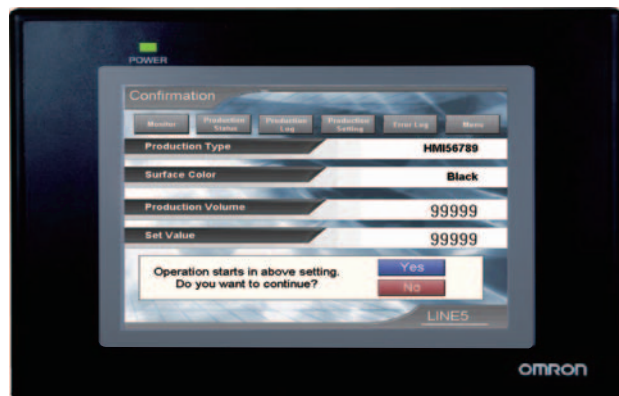 POWER
Confirmation
Monitor Production Status Production Log Production Setting Error Log Menu
Production Type HMI56789
Surface Color Black
Production Volume 99999
Set Value 99999
Operation starts in above setting.
Do you want to continue?
Yes
No
LINE5
OMRON